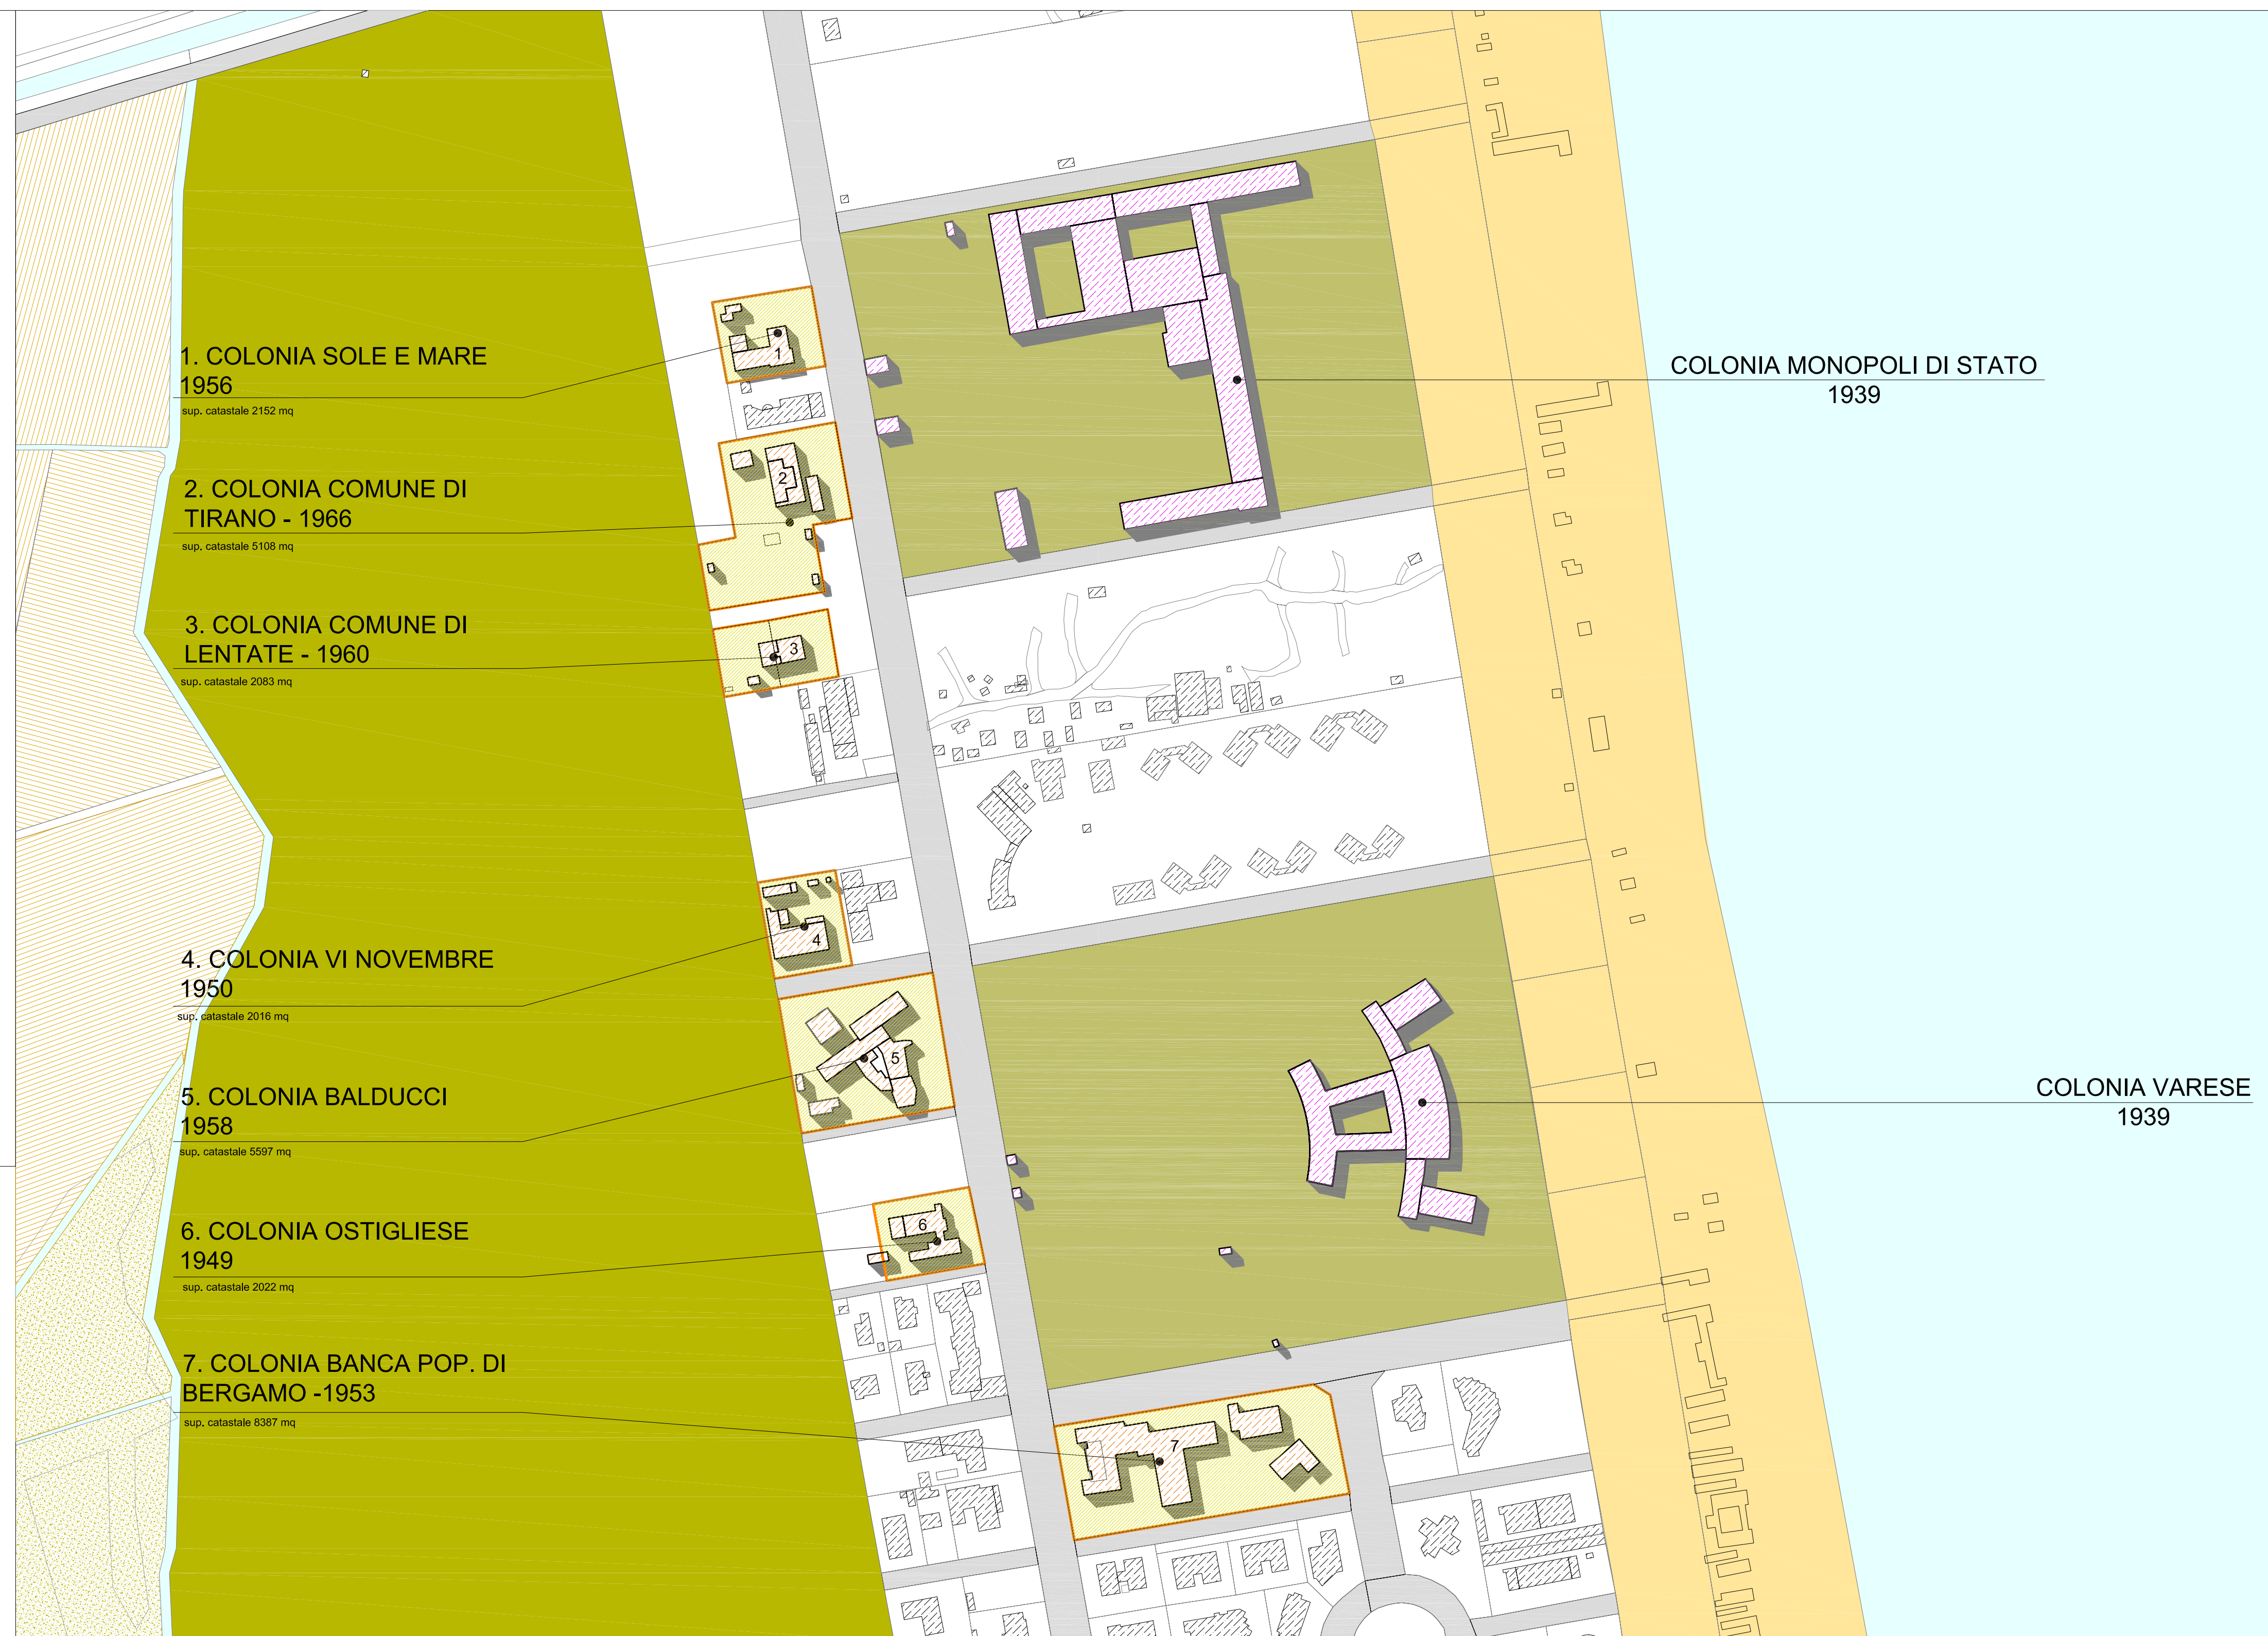 1. COLONIA SOLE E MARE
1956
sup. catastale 2152 mq
2. COLONIA COMUNE DI
TIRANO - 1966
sup. catastale 5108 mq
3. COLONIA COMUNE DI
LENTATE - 1960
sup. catastale 2083 mq
4. COLONIA VI NOVEMBRE
1950
sup. catastale 2016 mq
5. COLONIA BALDUCCI
1958
sup. catastale 5597 mq
6. COLONIA OSTIGLIESE
1949
sup. catastale 2022 mq
7. COLONIA BANCA POP. DI
BERGAMO -1953
sup. catastale 8387 mq
1
2
3
4
5
6
7
COLONIA MONOPOLI DI STATO
1939
COLONIA VARESE
1939